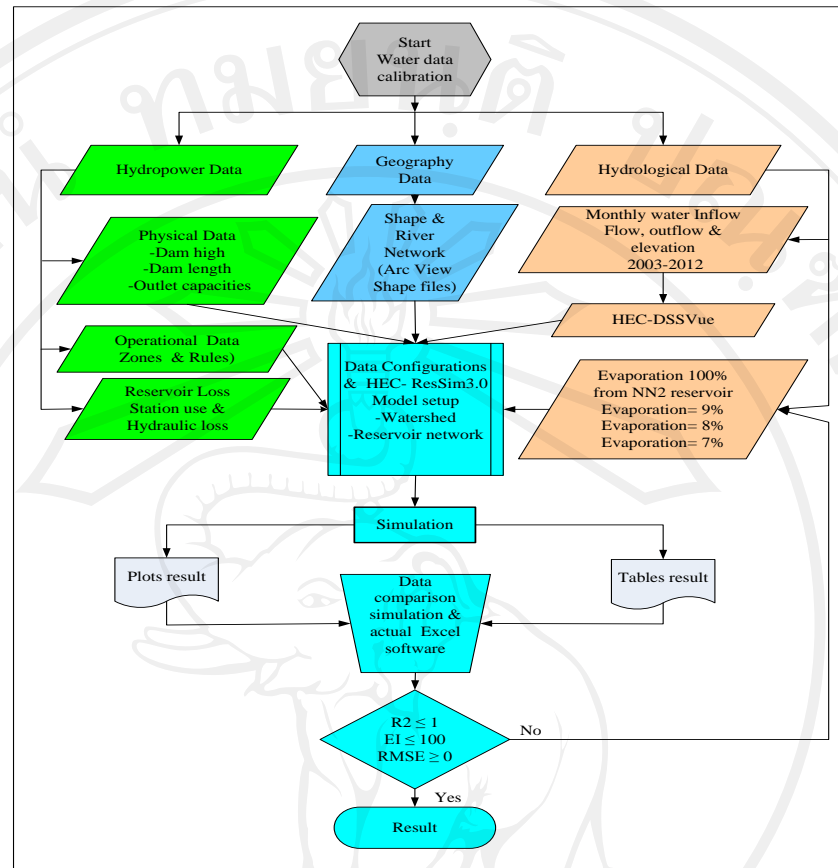 Start
Water data
calibration
Hydropower Data
Geography
Data
Hydrological Data
Physical Data
-Dam high
-Dam length
-Outlet capacities
Shape &
River
Network
(Arc View
Shape files)
Monthly water Inflow
Flow, outflow &
elevation
2003-2012
HEC-DSSVue
Operational Data
Zones & Rules)
Reservoir Loss
Station use &
Hydraulic loss
Data Configurations
& HEC- ResSim3.0
Model setup
-Watershed
-Reservoir network
Evaporation 100%
from NN2 reservoir
Evaporation= 9%
Evaporation= 8%
Evaporation= 7%
Simulation
Plots result
Tables result
Data
comparison
simulation &
actual Excel
software
R2 ≤ 1
EI ≤ 100
RMSE ≥ 0
No
Yes
Result